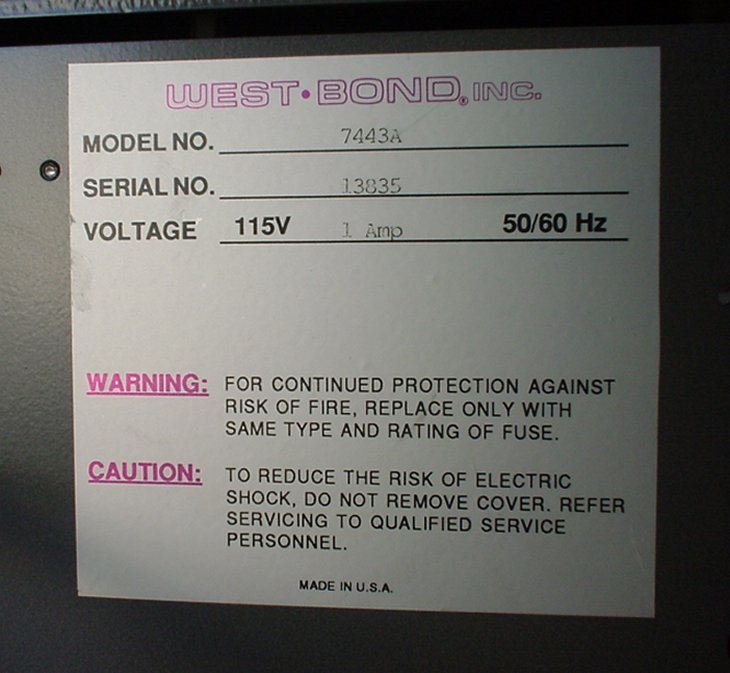 WEST·BOND® INC.
MODEL NO. 7443A
SERIAL NO. 13835
VOLTAGE 115V 1 Amp 50/60 Hz
WARNING: FOR CONTINUED PROTECTION AGAINST
RISK OF FIRE, REPLACE ONLY WITH
SAME TYPE AND RATING OF FUSE.
CAUTION: TO REDUCE THE RISK OF ELECTRIC
SHOCK, DO NOT REMOVE COVER. REFER
SERVICING TO QUALIFIED SERVICE
PERSONNEL.
MADE IN U.S.A.